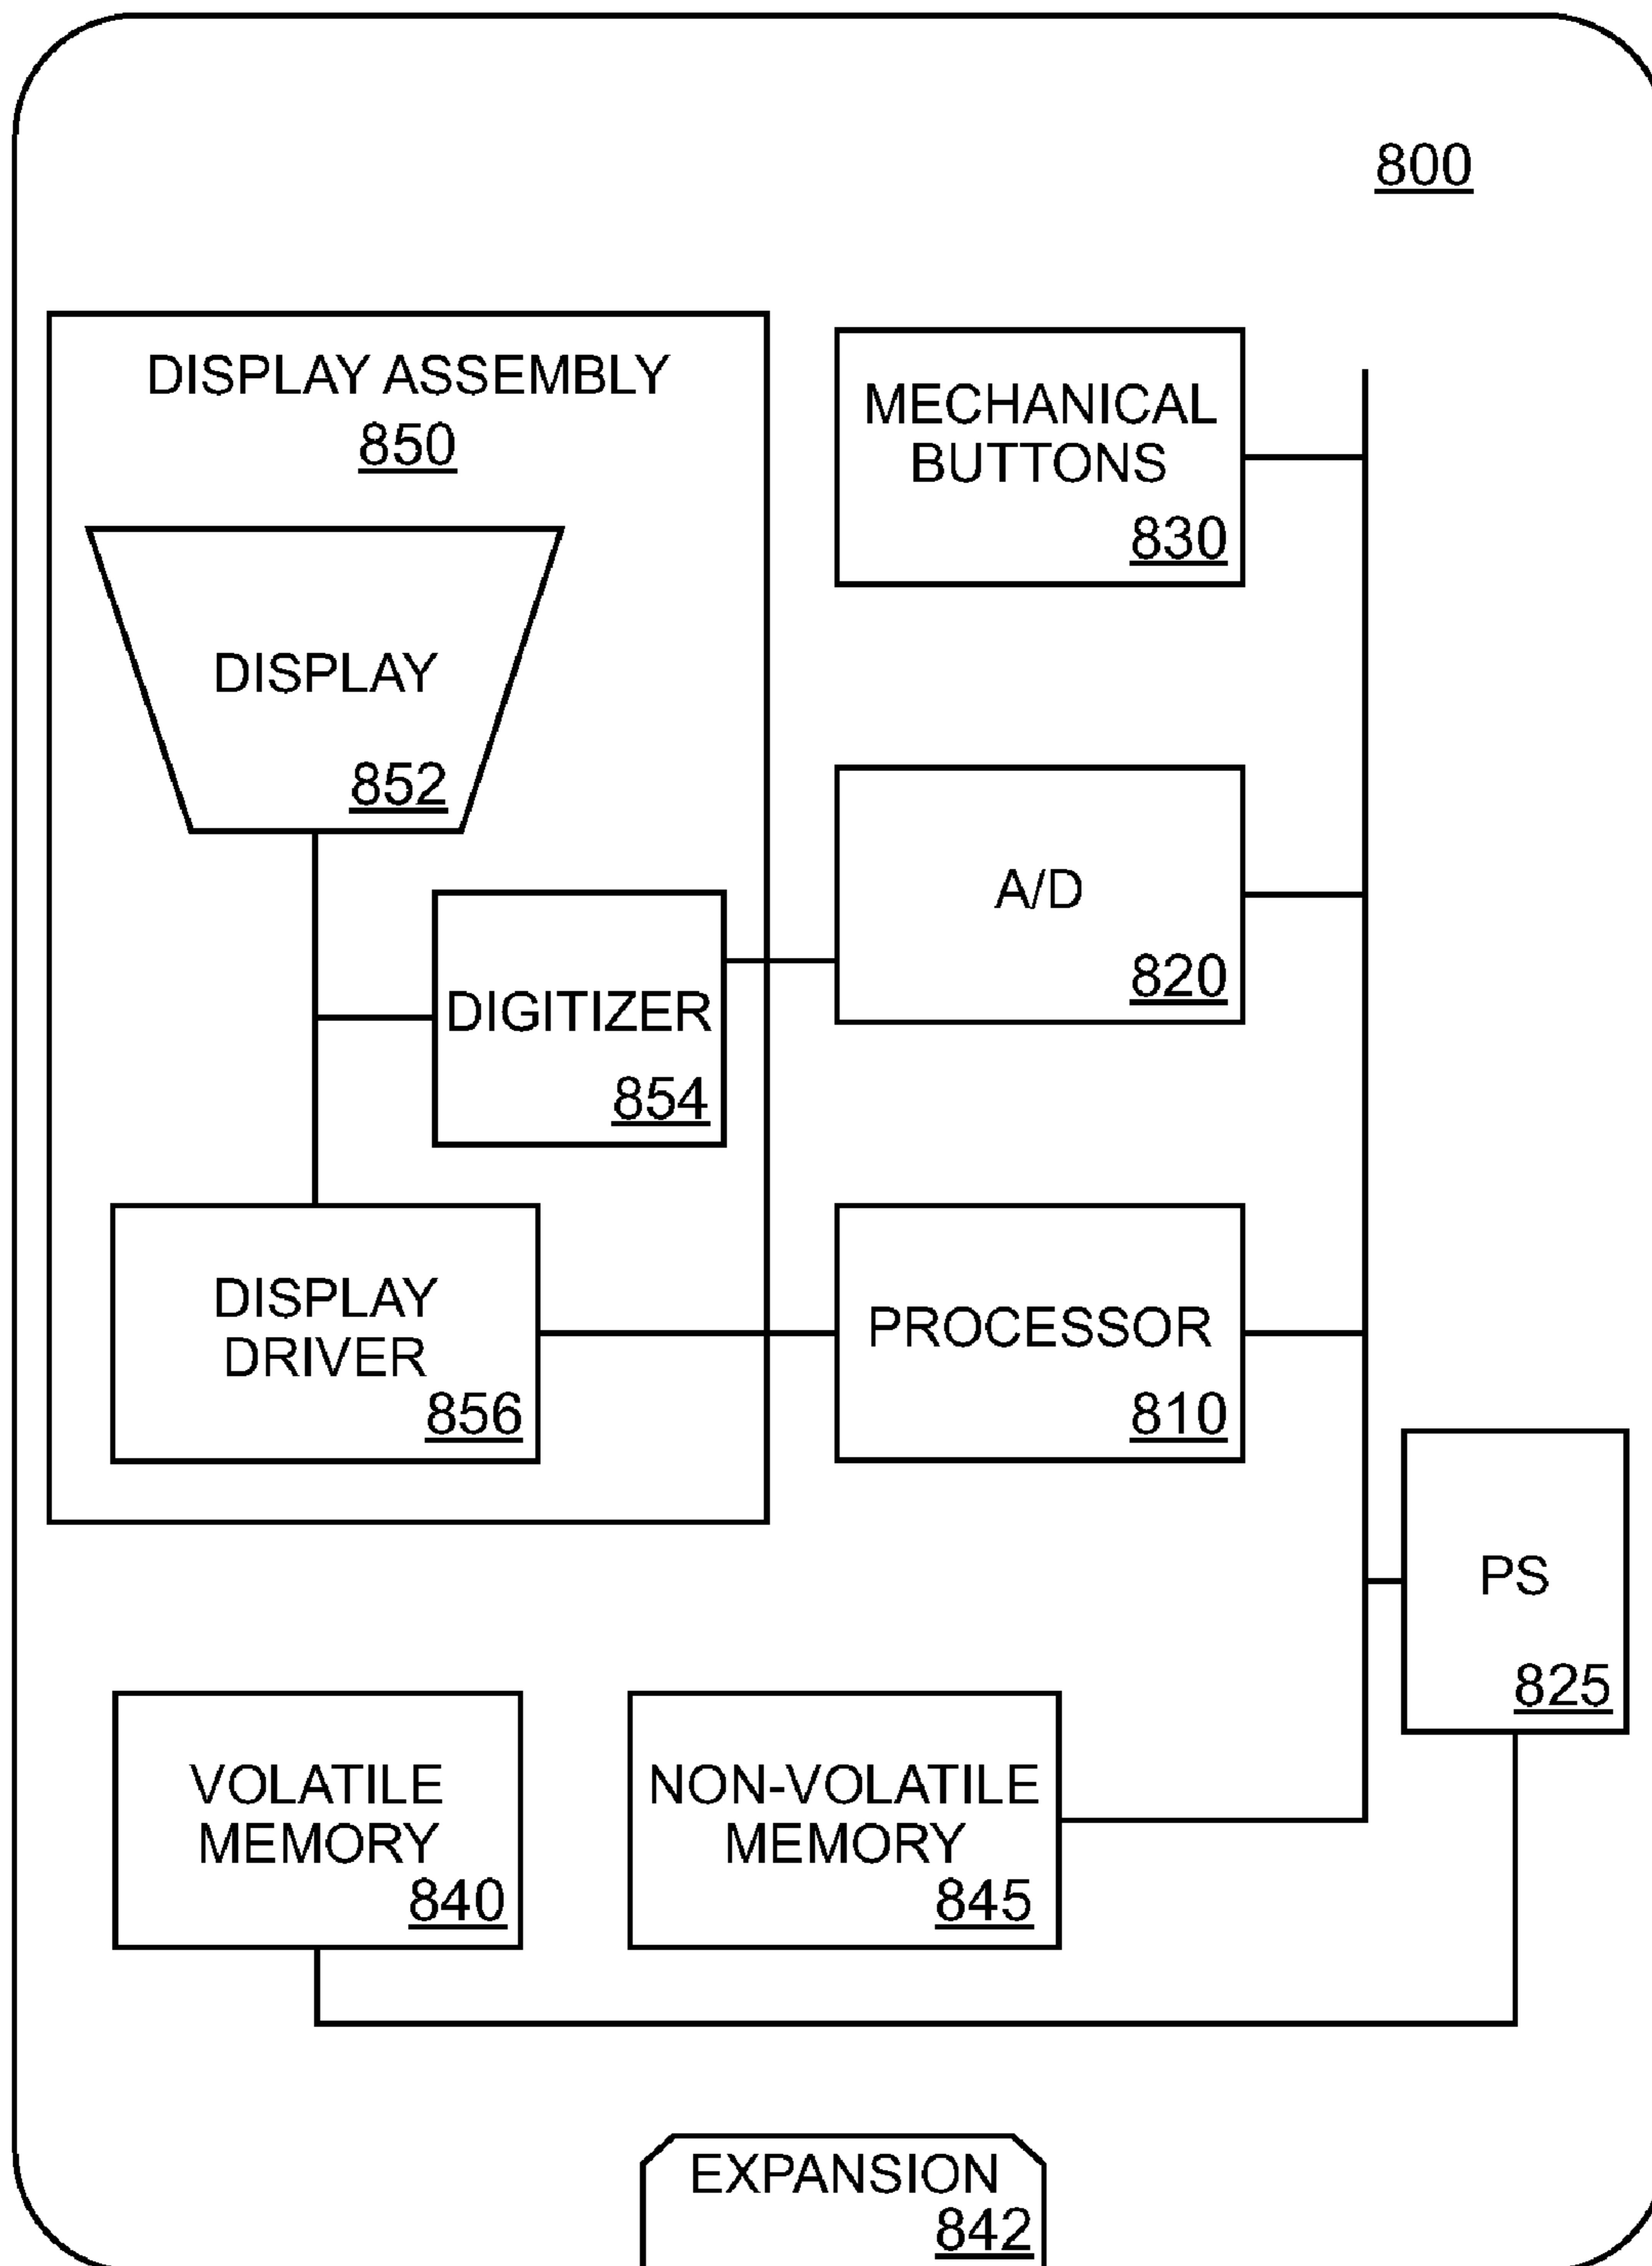 800
DISPLAY ASSEMBLY
850
DISPLAY
852
DIGITIZER
854
DISPLAY
DRIVER
856
MECHANICAL
BUTTONS
830
A/D
820
PROCESSOR
810
PS
825
VOLATILE
MEMORY
840
NON-VOLATILE
MEMORY
845
EXPANSION
842